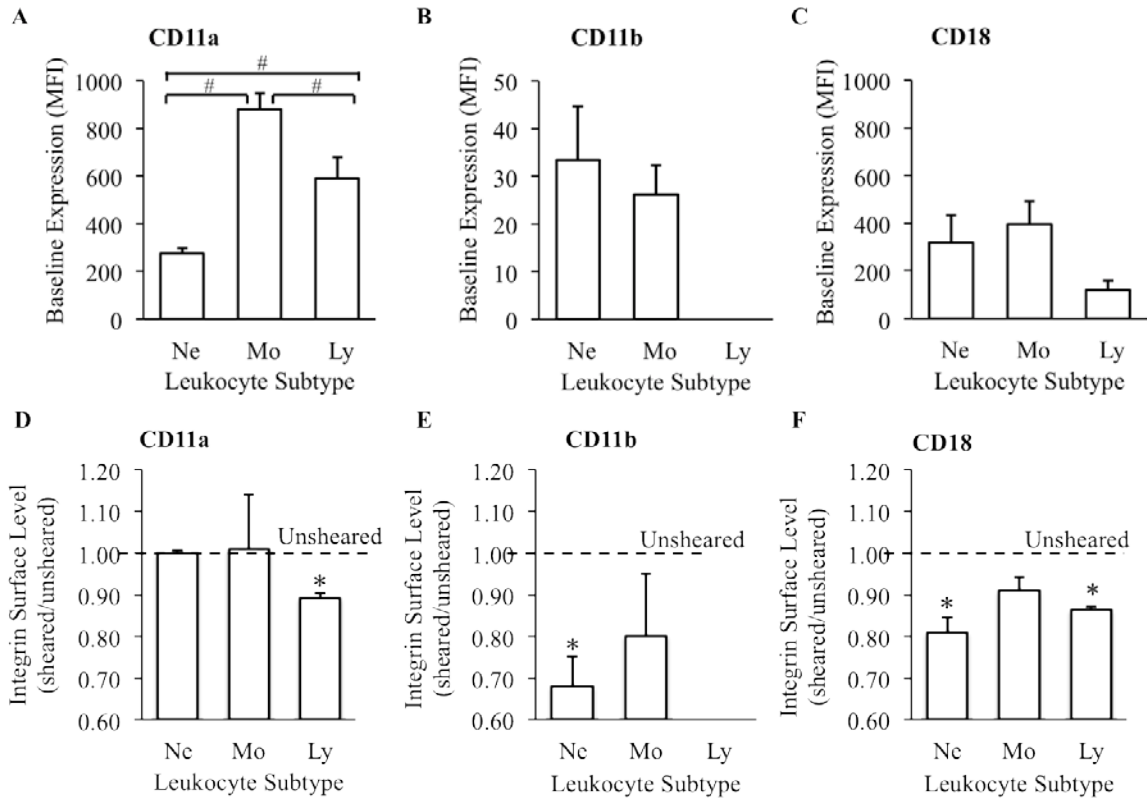 A
CD11a
Baseline Expression (MFI)
1000
800
600
400
200
0
#
# #
Ne Mo Ly
Leukocyte Subtype
B
CD11b
Baseline Expression (MFI)
50
40
30
20
10
0
Ne Mo Ly
Leukocyte Subtype
C
CD18
Baseline Expression (MFI)
1000
800
600
400
200
0
Ne Mo Ly
Leukocyte Subtype
D
CD11a
Integrin Surface Level
(sheared/unsheared)
1.20
1.10
1.00
0.90
0.80
0.70
0.60
Unsheared
*
Ne Mo Ly
Leukocyte Subtype
E
CD11b
Integrin Surface Level
(sheared/unsheared)
1.20
1.10
1.00
0.90
0.80
0.70
0.60
Unsheared
*
Ne Mo Ly
Leukocyte Subtype
F
CD18
Integrin Surface Level
(sheared/unsheared)
1.20
1.10
1.00
0.90
0.80
0.70
0.60
Unsheared
* *
Ne Mo Ly
Leukocyte Subtype